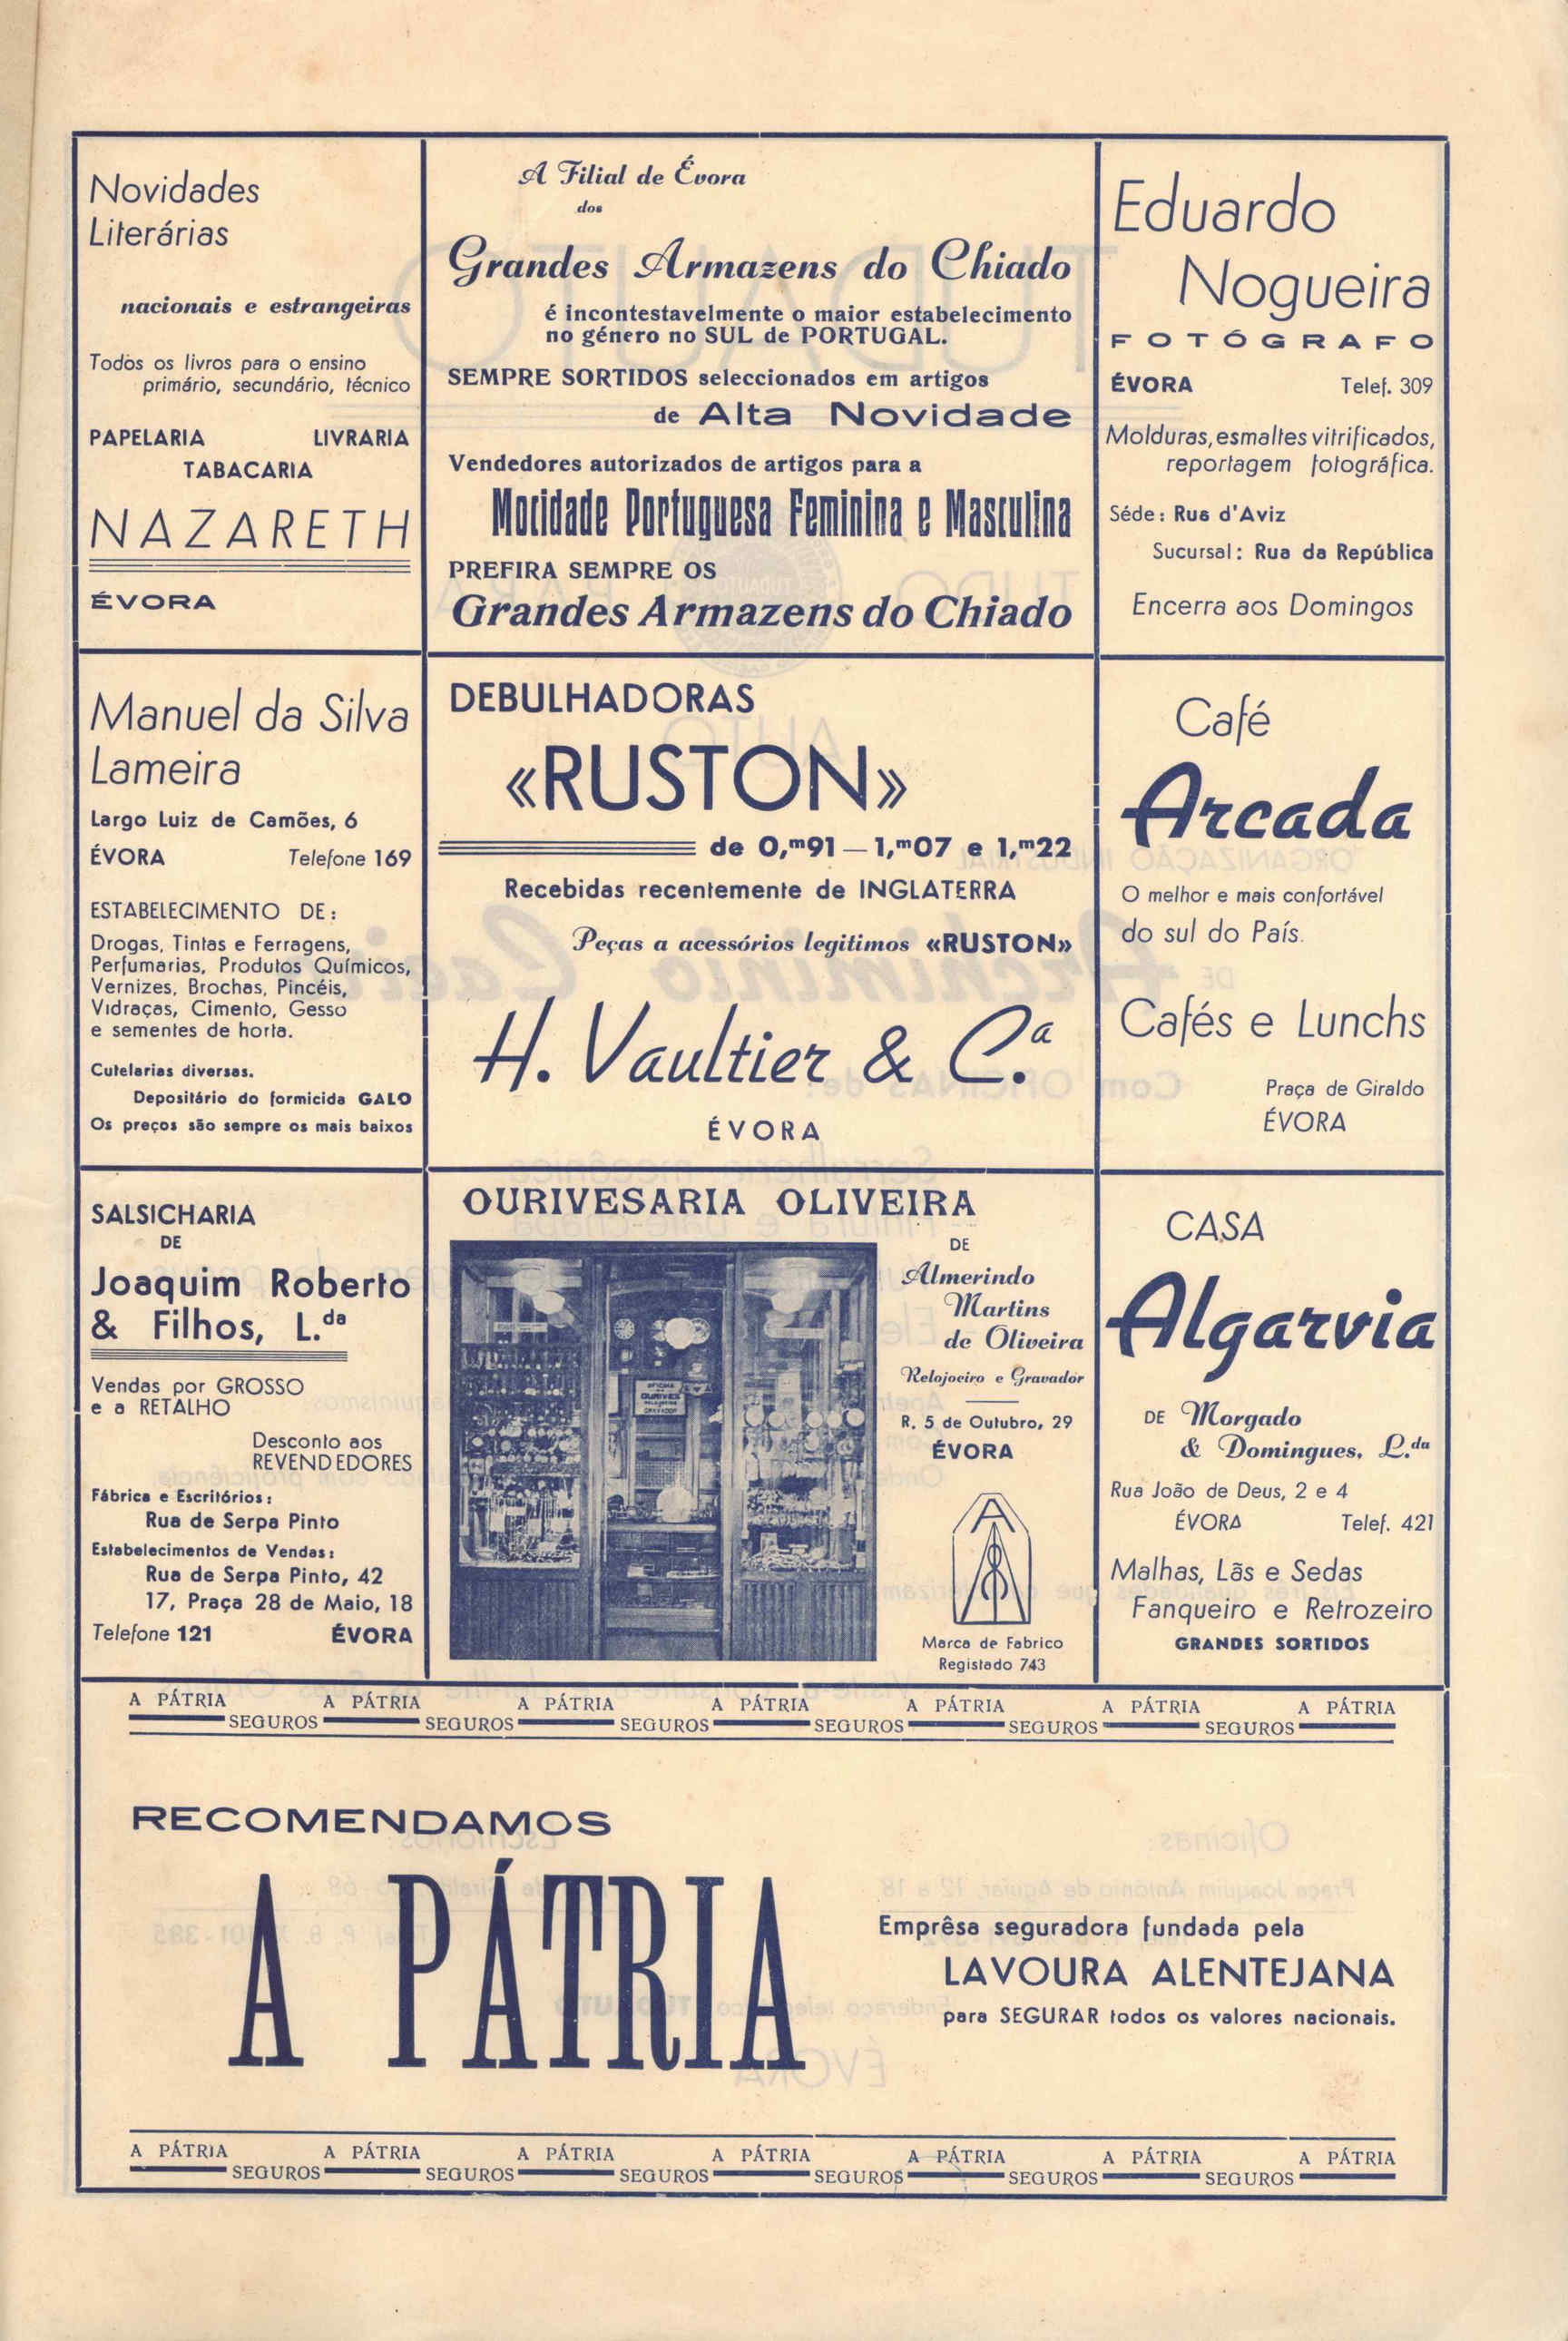 Novidades
Literárias
nacionais e estrangeiras
Todos os livros para o ensino
primário, secundário, técnico
PAPELARIA LIVRARIA
TABACARIA
NAZARETH
ÉVORA
A Filial de Évora
dos
Grandes Armazens do Chiado
é incontestavelmente o maior estabelecimento
no género no SUL de PORTUGAL.
SEMPRE SORTIDOS seleccionados em artigos
de Alta Novidade
Vendedores autorizados de artigos para a
Mocidade Portuguesa Feminina e Masculina
PREFIRA SEMPRE OS
Grandes Armazens do Chiado
Eduardo
Nogueira
FOTÓGRAFO
ÉVORA Telef. 309
Molduras, esmaltes vitrificados,
reportagem fotográfica.
Séde: Rua d'Aviz
Sucursal: Rua da República
Encerra aos Domingos
Manuel da Silva
Lameira
Largo Luiz de Camões, 6
ÉVORA Telefone 169
ESTABELECIMENTO DE:
Drogas, Tintas e Ferragens,
Perfumarias, Produtos Químicos,
Vernizes, Brochas, Pincéis,
Vidraças, Cimento, Gesso
e sementes de horta.
Cutelarias diversas.
Depositário do formicida GALO
Os preços são sempre os mais baixos
DEBULHADORAS
«RUSTON»
de 0,m91 — 1,m07 e 1,m22
Recebidas recentemente de INGLATERRA
Peças a acessórios legitimos «RUSTON»
H. Vaultier & C.a
ÉVORA
Café
Arcada
O melhor e mais confortável
do sul do País.
Cafés e Lunchs
Praça de Giraldo
ÉVORA
SALSICHARIA
DE
Joaquim Roberto
& Filhos, L.da
Vendas por GROSSO
e a RETALHO
Desconto aos
REVENDEDORES
Fábrica e Escritórios:
Rua de Serpa Pinto
Estabelecimentos de Vendas:
Rua de Serpa Pinto, 42
17, Praça 28 de Maio, 18
Telefone 121 ÉVORA
OURIVESARIA OLIVEIRA
DE
Almerindo
Martins
de Oliveira
Relojoeiro e Gravador
R. 5 de Outubro, 29
ÉVORA
OFICINA
OURIVES
GRAVADOR
Marca de Fabrico
Registado 743
CASA
Algarvia
DE Morgado
& Domingues, L.da
Rua João de Deus, 2 e 4
ÉVORA Telef. 421
Malhas, Lãs e Sedas
Fanqueiro e Retrozeiro
GRANDES SORTIDOS
A PÁTRIA A PÁTRIA A PÁTRIA A PÁTRIA A PÁTRIA A PÁTRIA A PÁTRIA
SEGUROS SEGUROS SEGUROS SEGUROS SEGUROS SEGUROS
RECOMENDAMOS
A PÁTRIA
Emprêsa seguradora fundada pela
LAVOURA ALENTEJANA
para SEGURAR todos os valores nacionais.
A PÁTRIA A PÁTRIA A PÁTRIA A PÁTRIA A PÁTRIA A PÁTRIA A PÁTRIA
SEGUROS SEGUROS SEGUROS SEGUROS SEGUROS SEGUROS